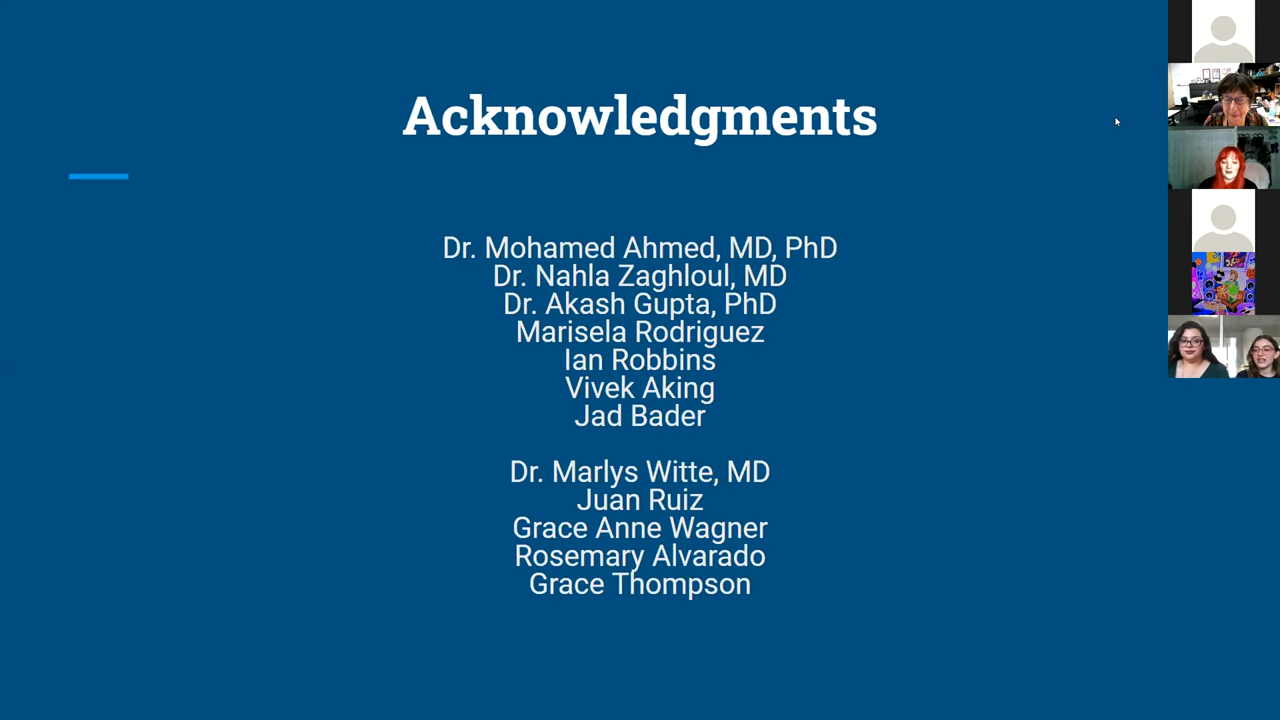 Acknowledgments
Dr. Mohamed Ahmed, MD, PhD
Dr. Nahla Zaghloul, MD
Dr. Akash Gupta, PhD
Marisela Rodriguez
Ian Robbins
Vivek Aking
Jad Bader
Dr. Marlys Witte, MD
Juan Ruiz
Grace Anne Wagner
Rosemary Alvarado
Grace Thompson